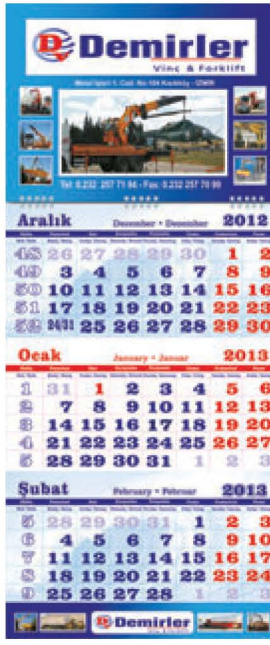 Demirler
Vinç & Forklift
Tel: 0.232 257 71 94 - Fax: 0.232 257 70 99
Aralık December • Dezember 2012
48 26 27 28 29 30 1 2
49 3 4 5 6 7 8 9
50 10 11 12 13 14 15 16
51 17 18 19 20 21 22 23
52 24/31 25 26 27 28 29 30
Ocak January • Januar 2013
1 31 1 2 3 4 5 6
2 7 8 9 10 11 12 13
3 14 15 16 17 18 19 20
4 21 22 23 24 25 26 27
5 28 29 30 31 1 2 3
Şubat February • Februar 2013
5 28 29 30 31 1 2 3
6 4 5 6 7 8 9 10
7 11 12 13 14 15 16 17
8 18 19 20 21 22 23 24
9 25 26 27 28 1 2 3
Demirler